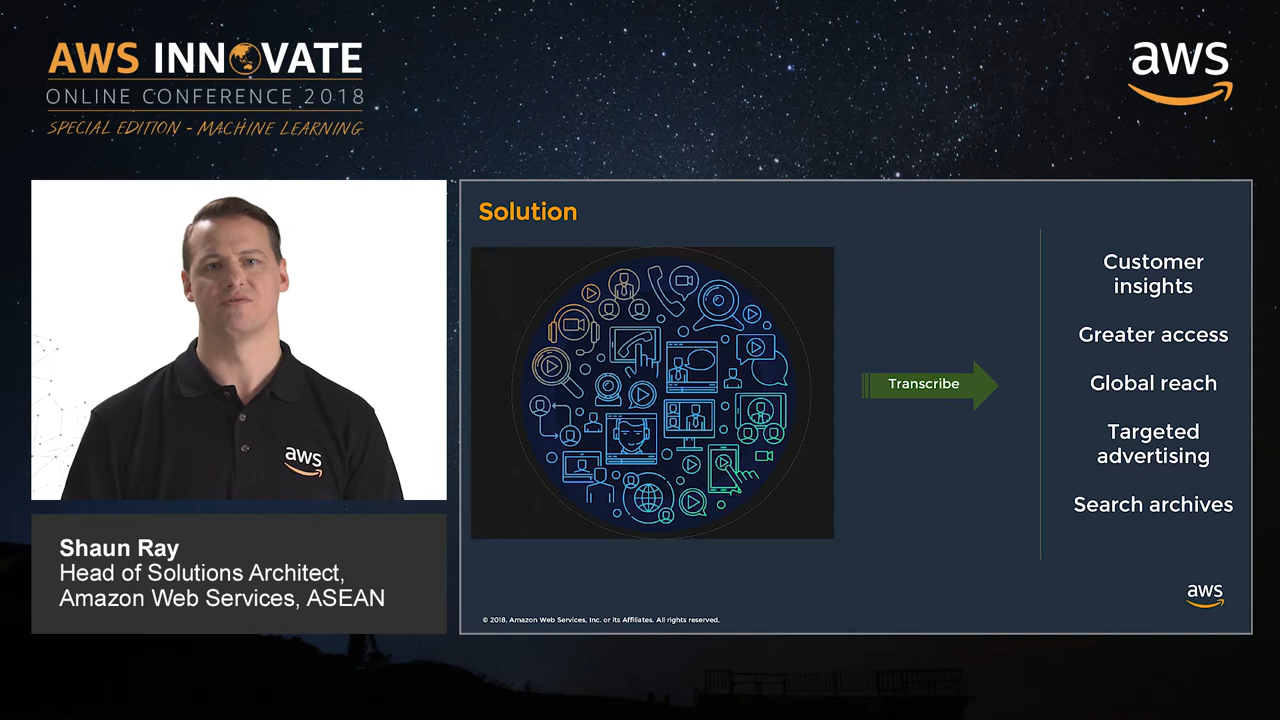 AWS INNOVATE
ONLINE CONFERENCE 2018
SPECIAL EDITION - MACHINE LEARNING
aws
aws
Shaun Ray
Head of Solutions Architect,
Amazon Web Services, ASEAN
Solution
Transcribe
Customer
insights
Greater access
Global reach
Targeted
advertising
Search archives
aws
© 2018, Amazon Web Services, Inc. or its Affiliates. All rights reserved.